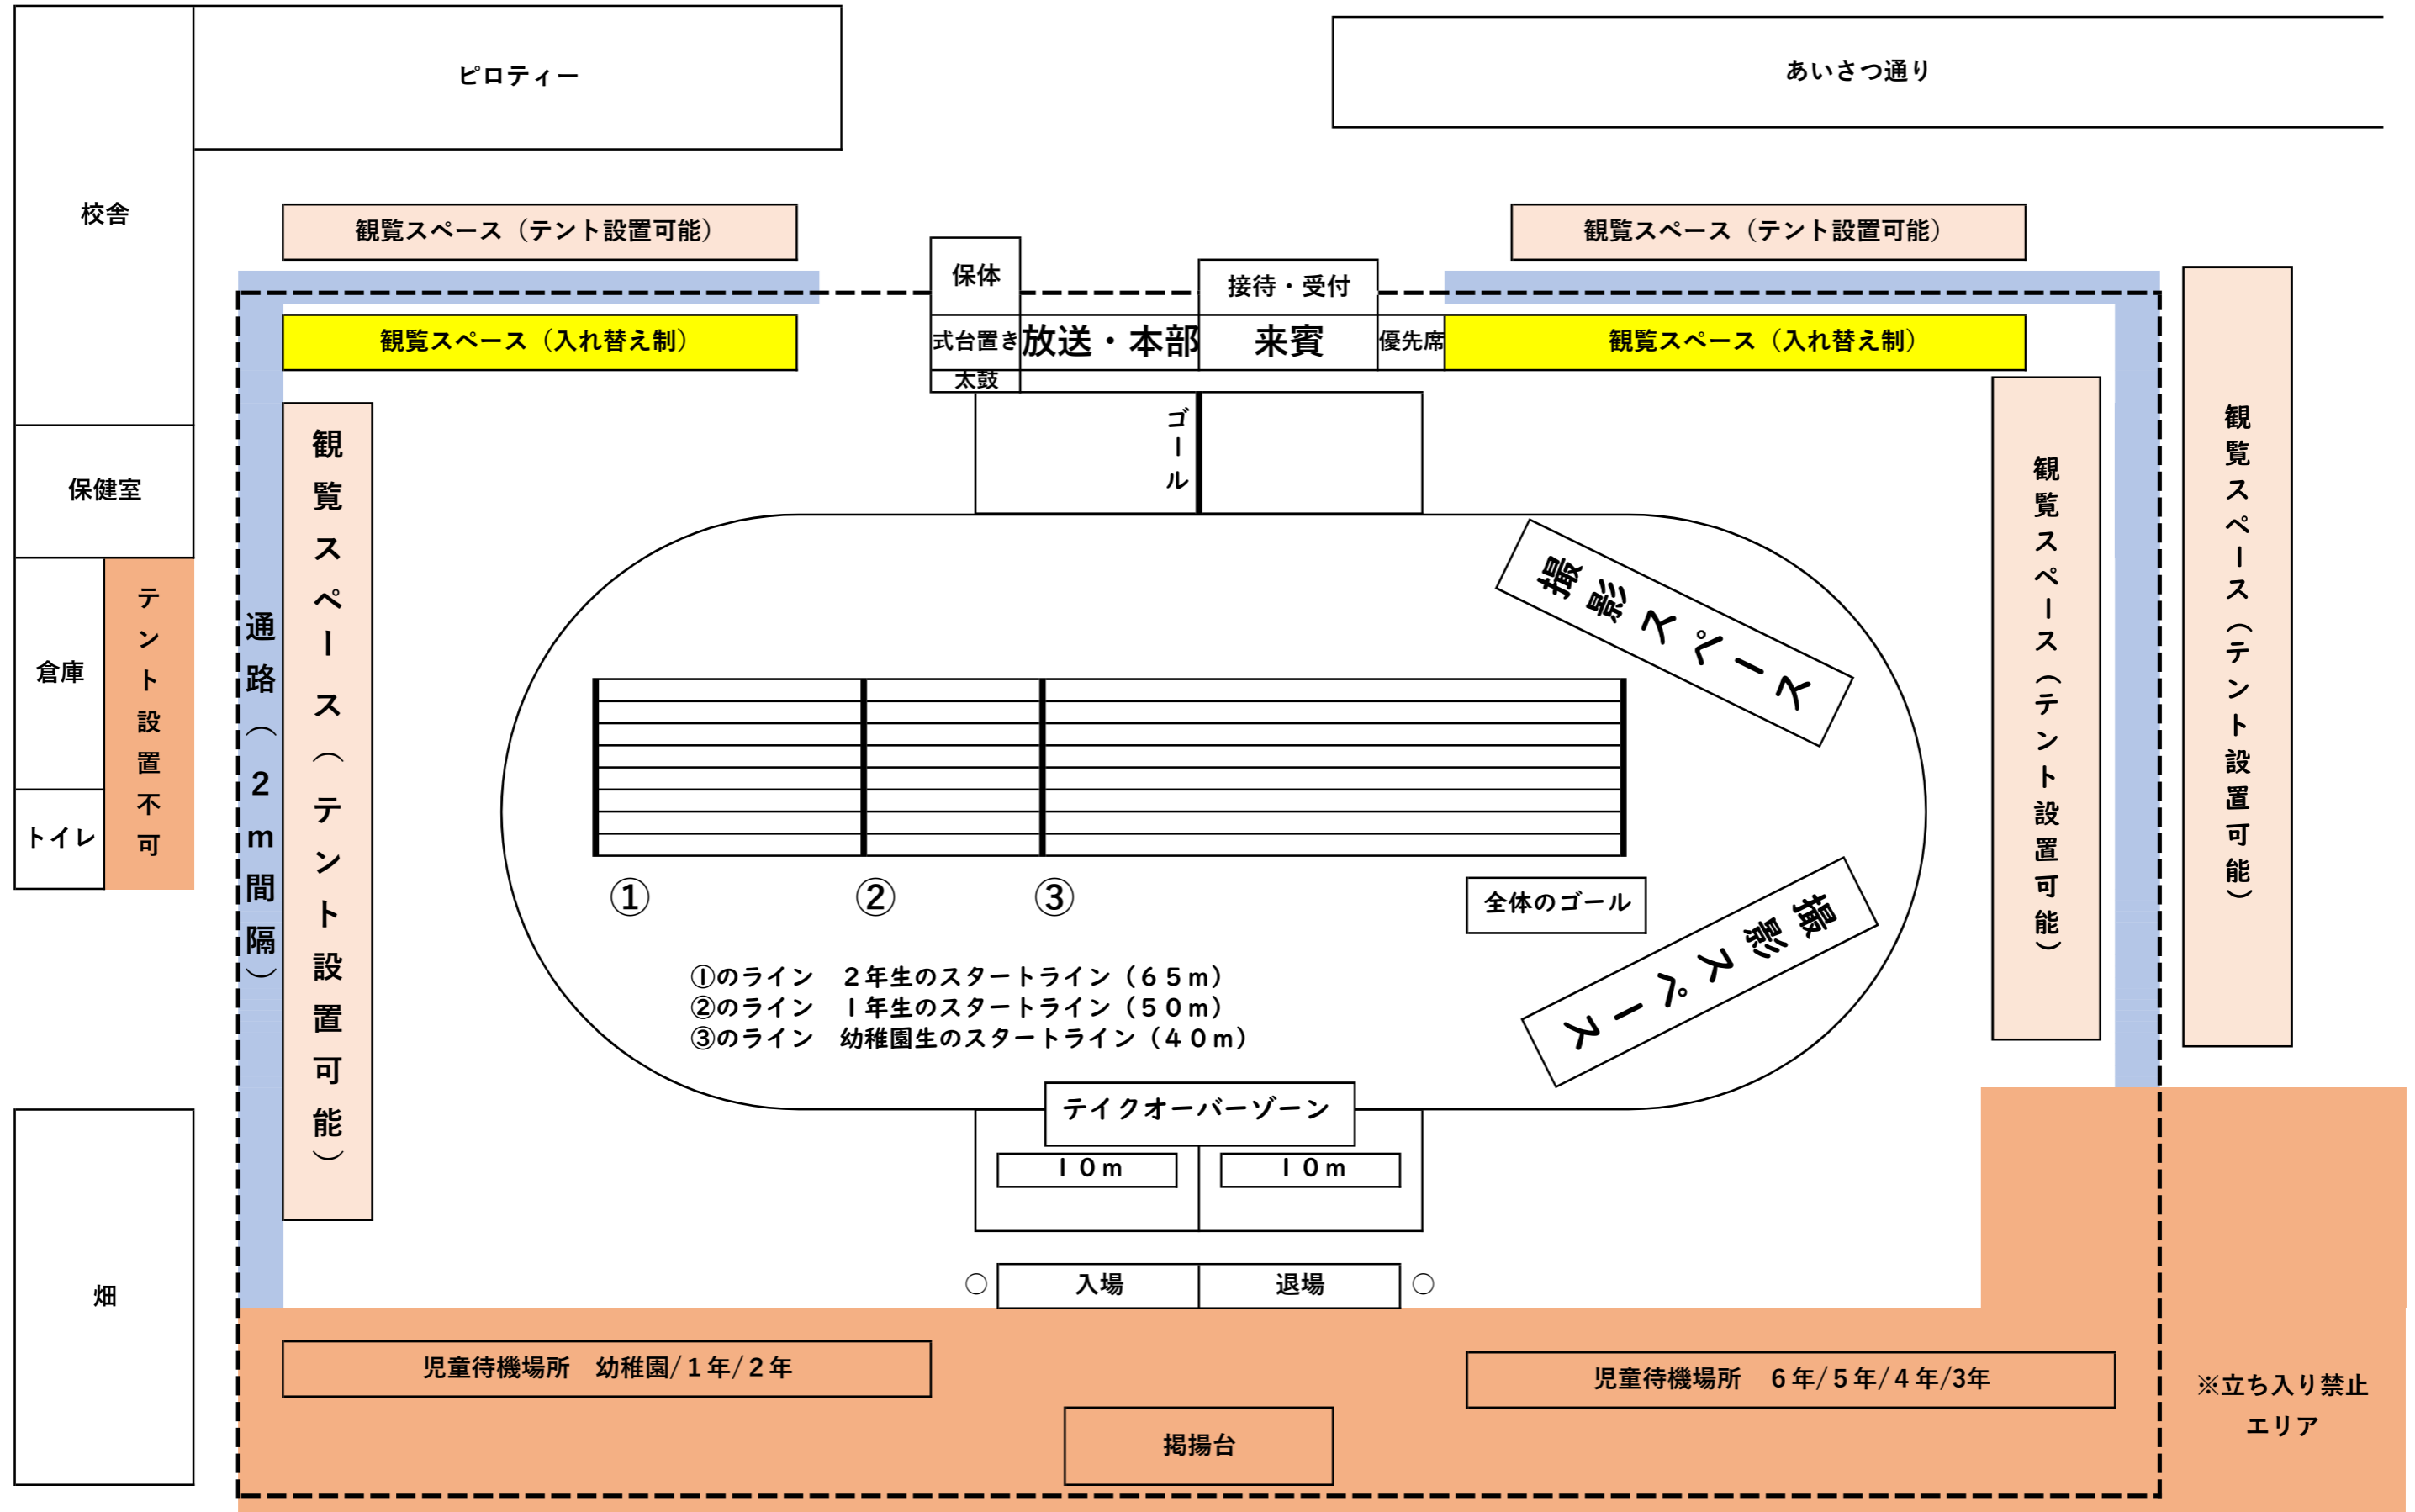 ピロティー
あいさつ通り
校舎
観覧スペース（テント設置可能）
観覧スペース（テント設置可能）
保体
接待・受付
観覧スペース（入れ替え制）
式台置き
放送・本部
来賓
優先席
観覧スペース（入れ替え制）
太鼓
ゴール
保健室
倉庫
テント設置不可
トイレ
通路（２ｍ間隔）
観覧スペース（テント設置可能）
撮影スペース
観覧スペース（テント設置可能）
観覧スペース（テント設置可能）
①
②
③
全体のゴール
撮影スペース
①のライン　２年生のスタートライン（６５ｍ）
②のライン　１年生のスタートライン（５０ｍ）
③のライン　幼稚園生のスタートライン（４０ｍ）
テイクオーバーゾーン
１０ｍ
１０ｍ
○
入場
退場
○
畑
児童待機場所　幼稚園/１年/２年
児童待機場所　６年/５年/４年/3年
掲揚台
※立ち入り禁止
エリア